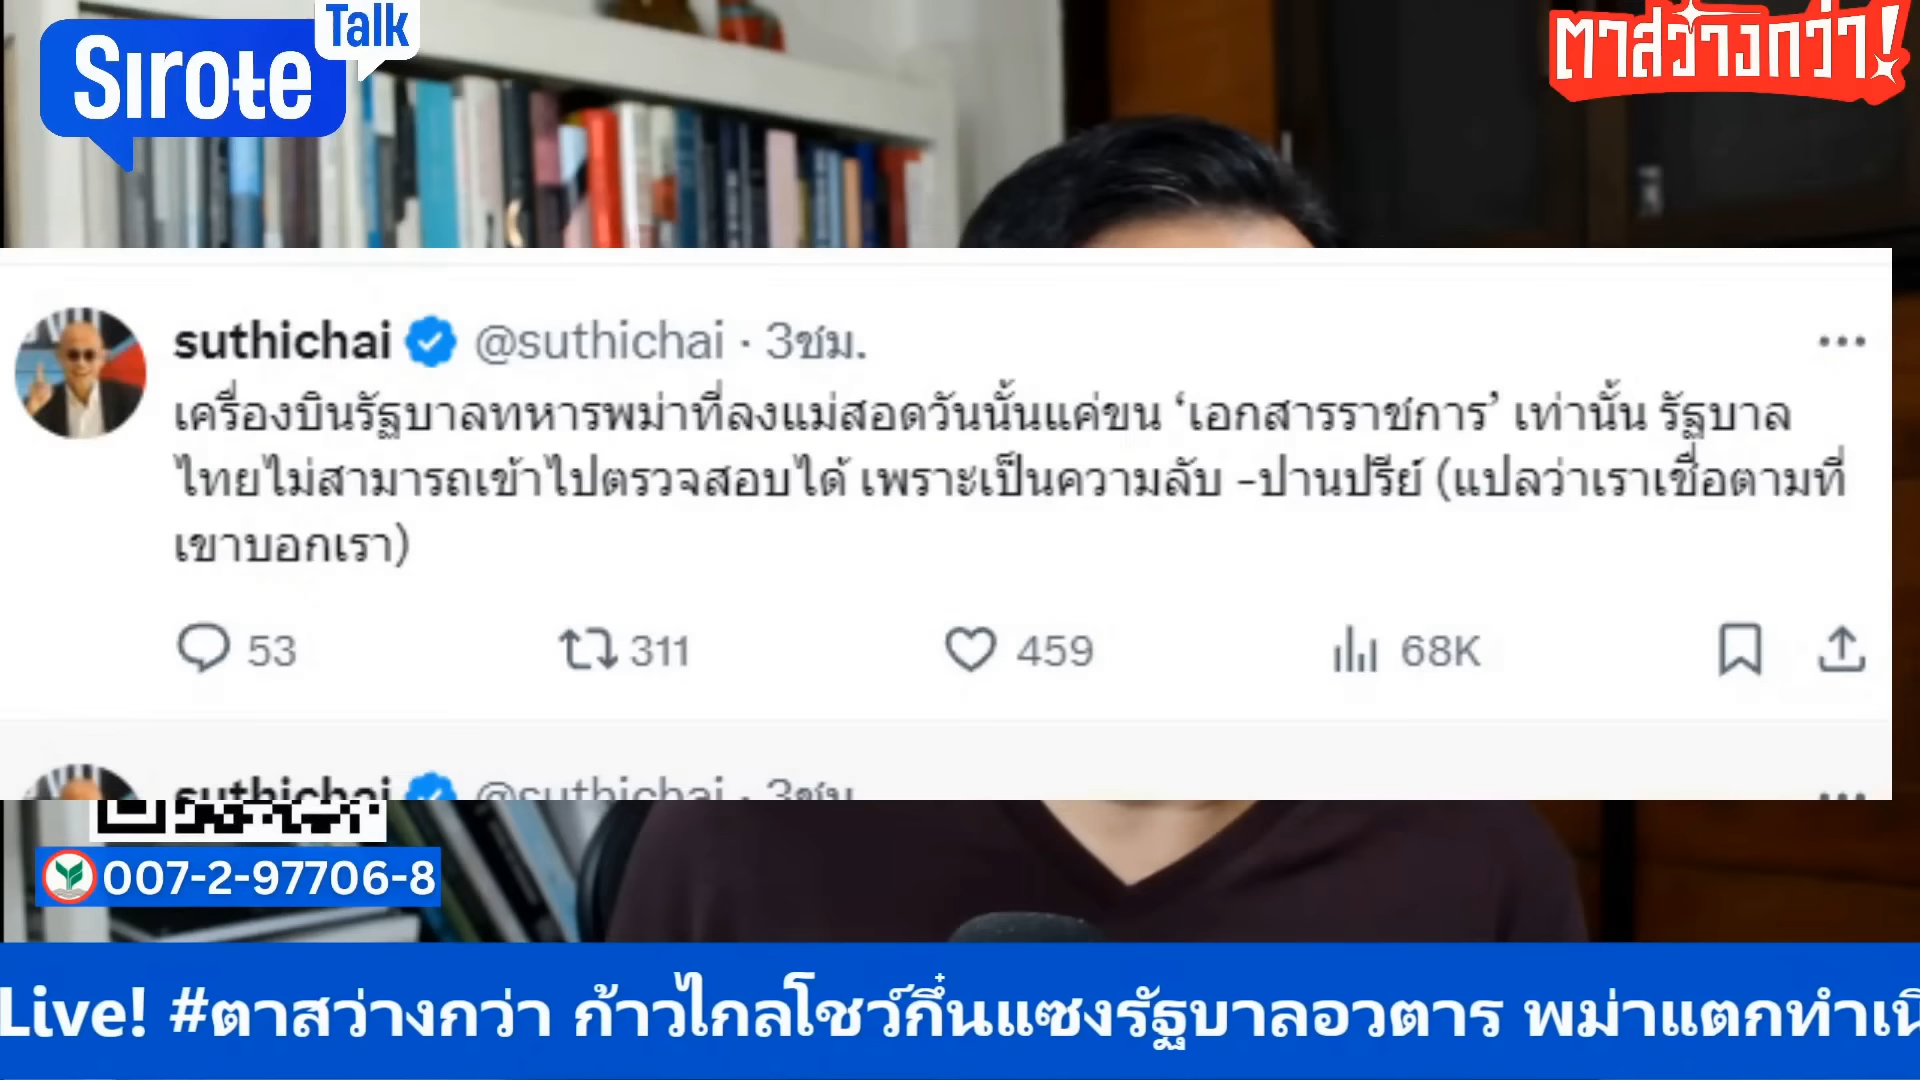 Sirote
Talk
ตาสว่างกว่า!
suthichai @suthichai · 3ชม.
เครื่องบินรัฐบาลทหารพม่าที่ลงแม่สอดวันนั้นแค่ขน ‘เอกสารราชการ’ เท่านั้น รัฐบาล
ไทยไม่สามารถเข้าไปตรวจสอบได้ เพราะเป็นความลับ -ปานปรีย์ (แปลว่าเราเชื่อตามที่
เขาบอกเรา)
53 311 459 68K
suthichai @suthichai · 3ชม.
007-2-97706-8
Live! #ตาสว่างกว่า ก้าวไกลโชว์กึ๋นแซงรัฐบาลอวตาร พม่าแตกทำเนิ